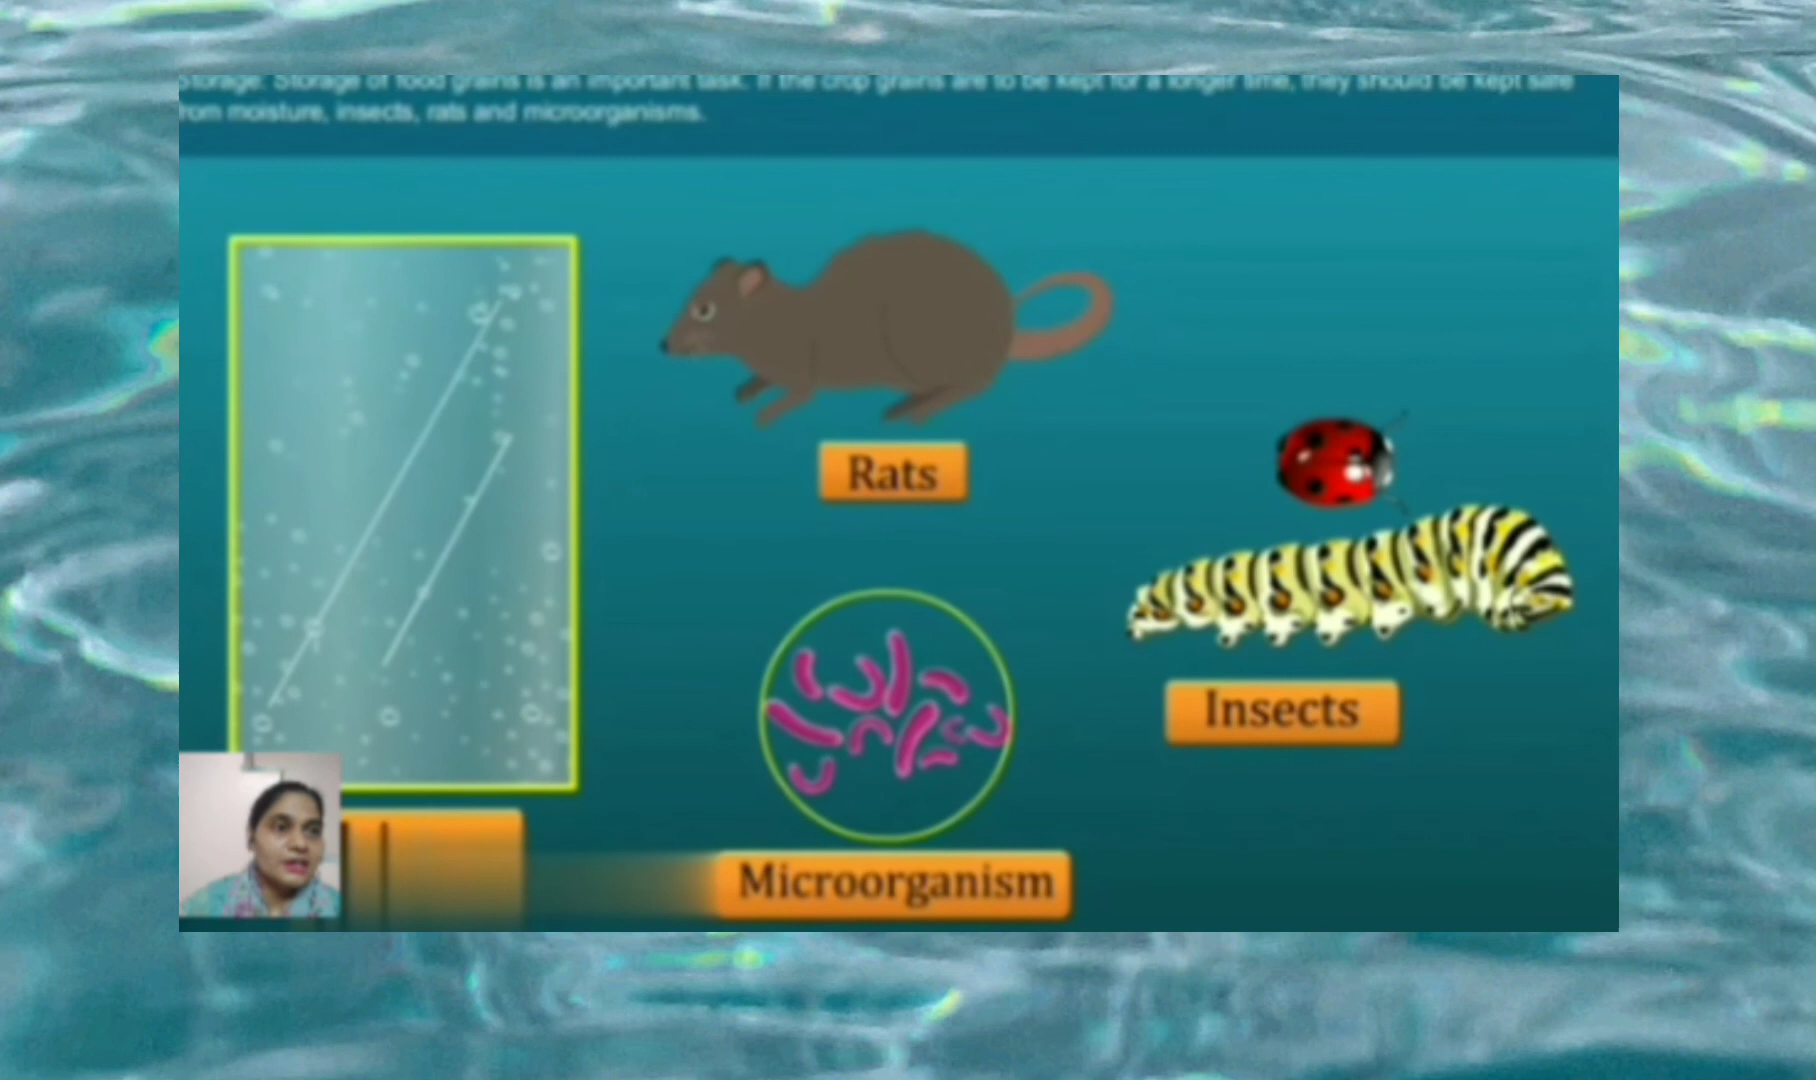 Storage: Storage of food grains is an important task. If the crop grains are to be kept for a longer time, they should be kept safe
from moisture, insects, rats and microorganisms.
Rats
Insects
Microorganism